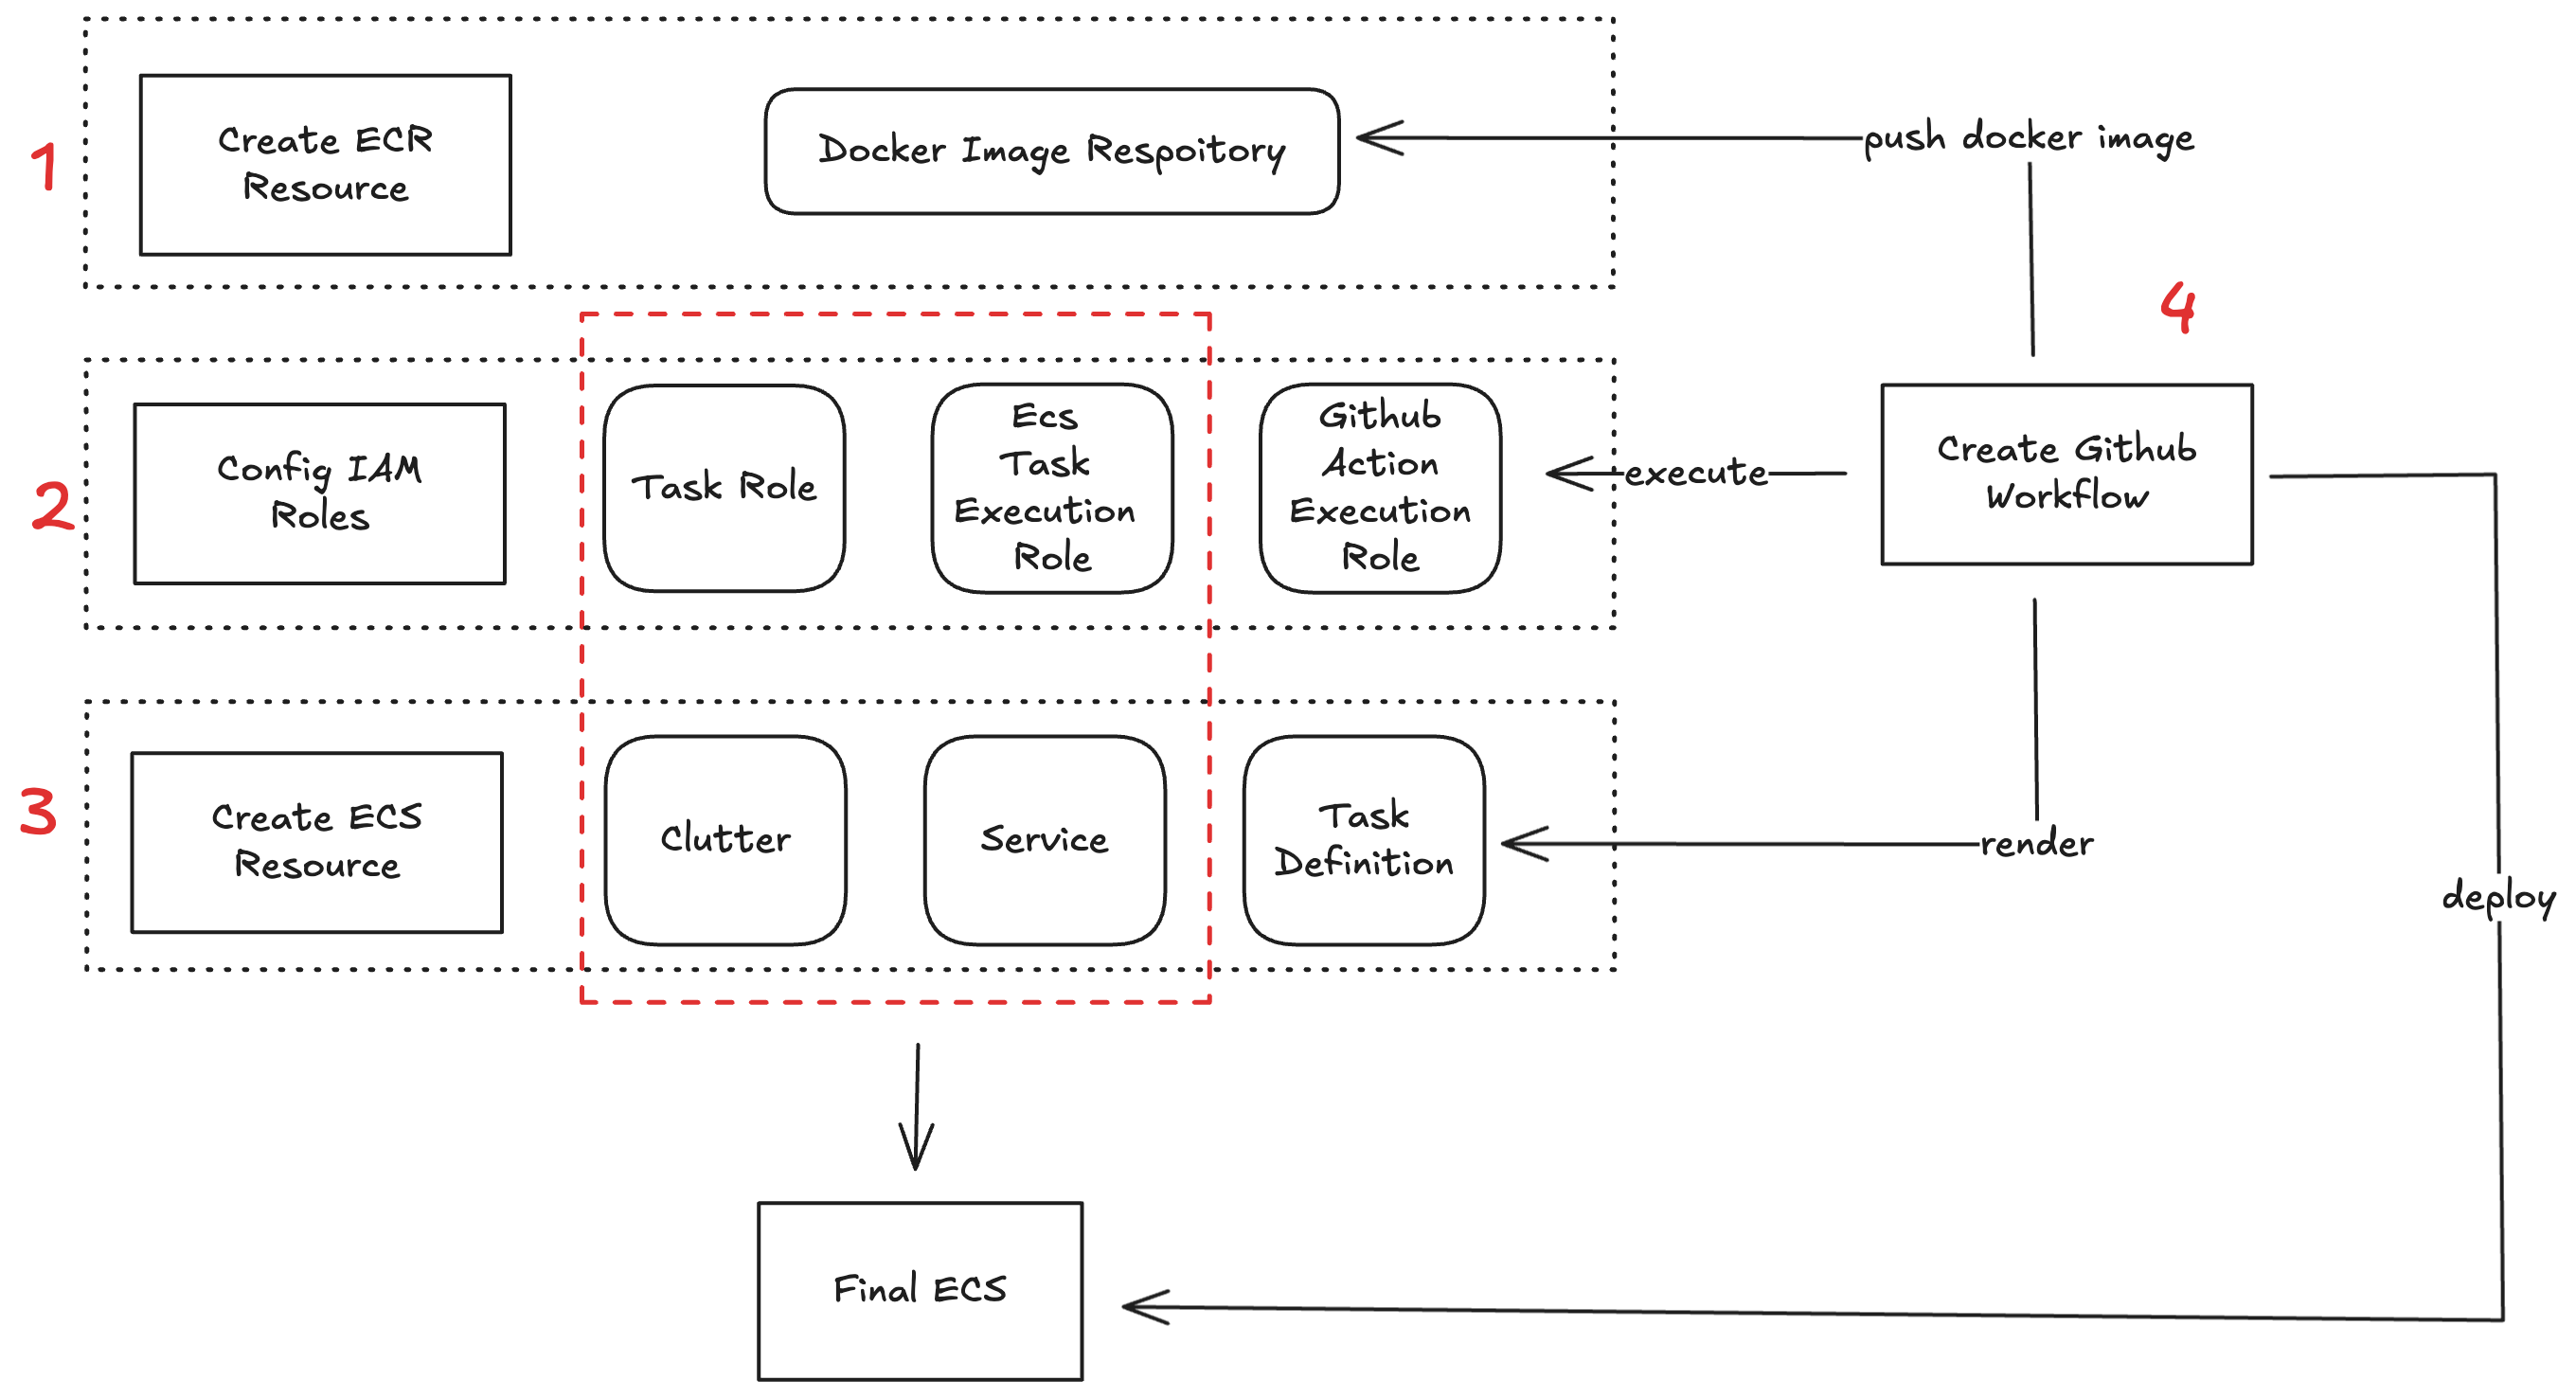 1
Create ECR
Resource
Docker Image Respoitory
push docker image
2
Config IAM
Roles
Task Role
Ecs
Task
Execution
Role
Github
Action
Execution
Role
execute
4
Create Github
Workflow
3
Create ECS
Resource
Clutter
Service
Task
Definition
render
deploy
Final ECS